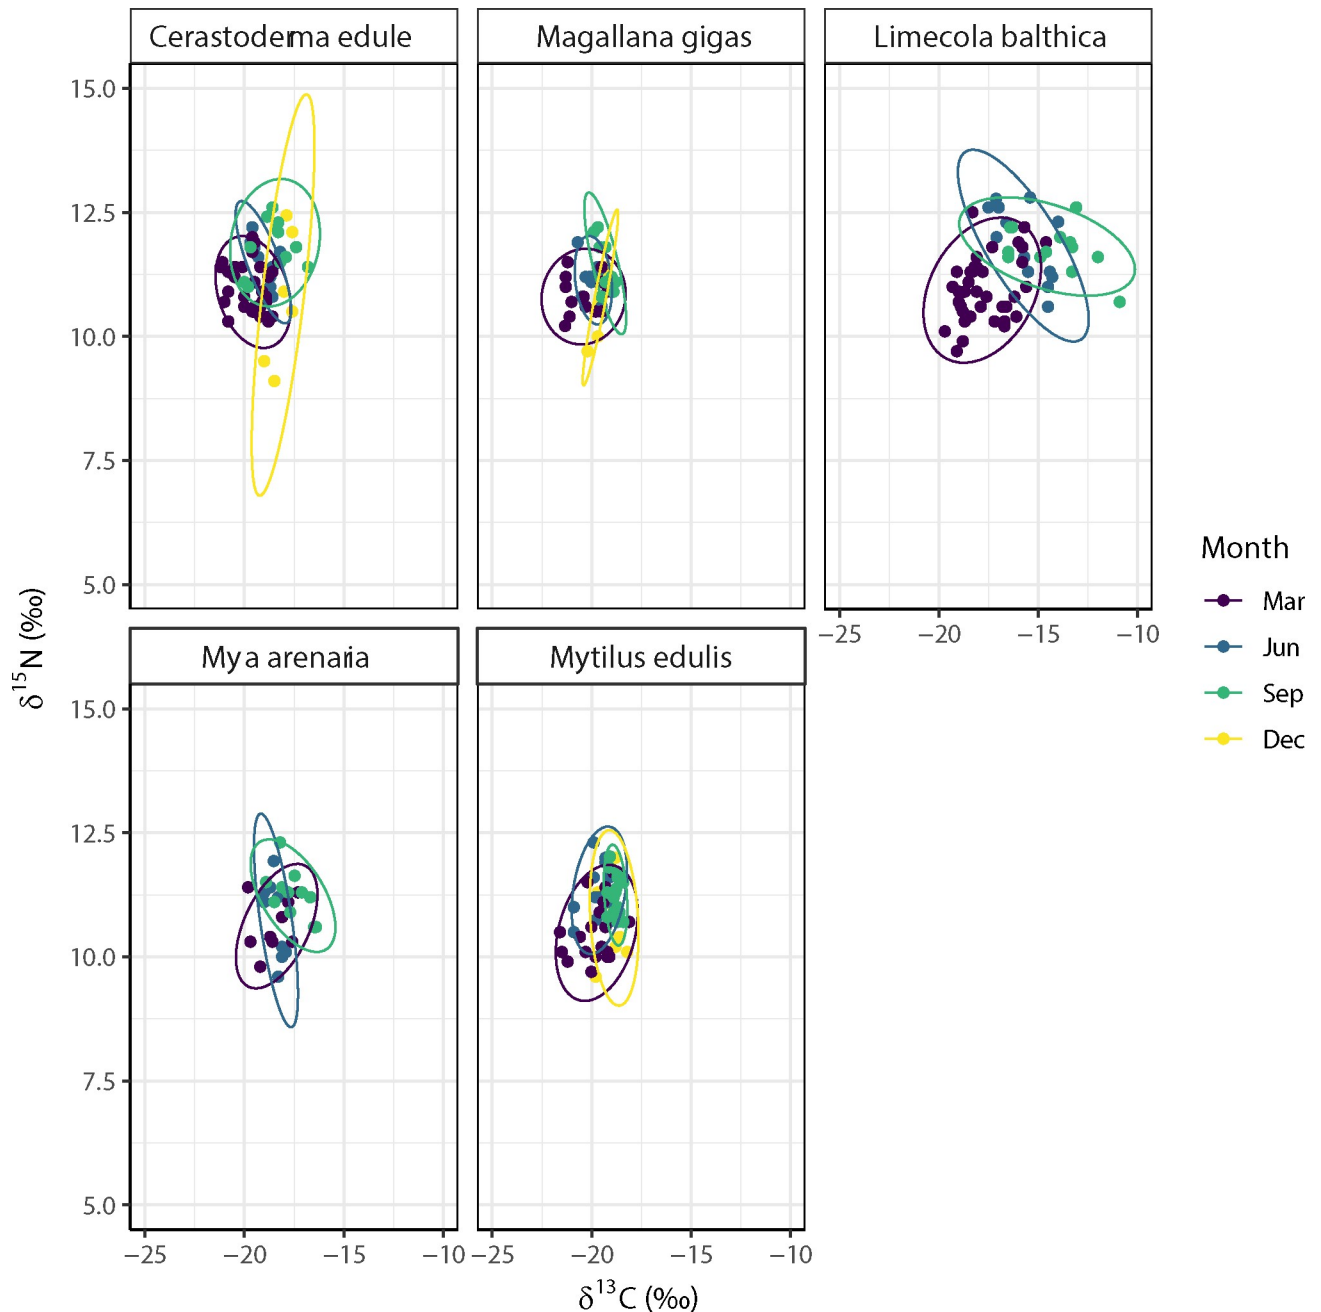 Cerastoderma edule
Magallana gigas
Limecola balthica
15.0
12.5
10.0
7.5
5.0
−25
−20
−15
−10
Mya arenaria
Mytilus edulis
15.0
12.5
10.0
7.5
5.0
−25
−20
−15
−10
−25
−20
−15
−10
δ15N (‰)
δ13C (‰)
Month
Mar
Jun
Sep
Dec